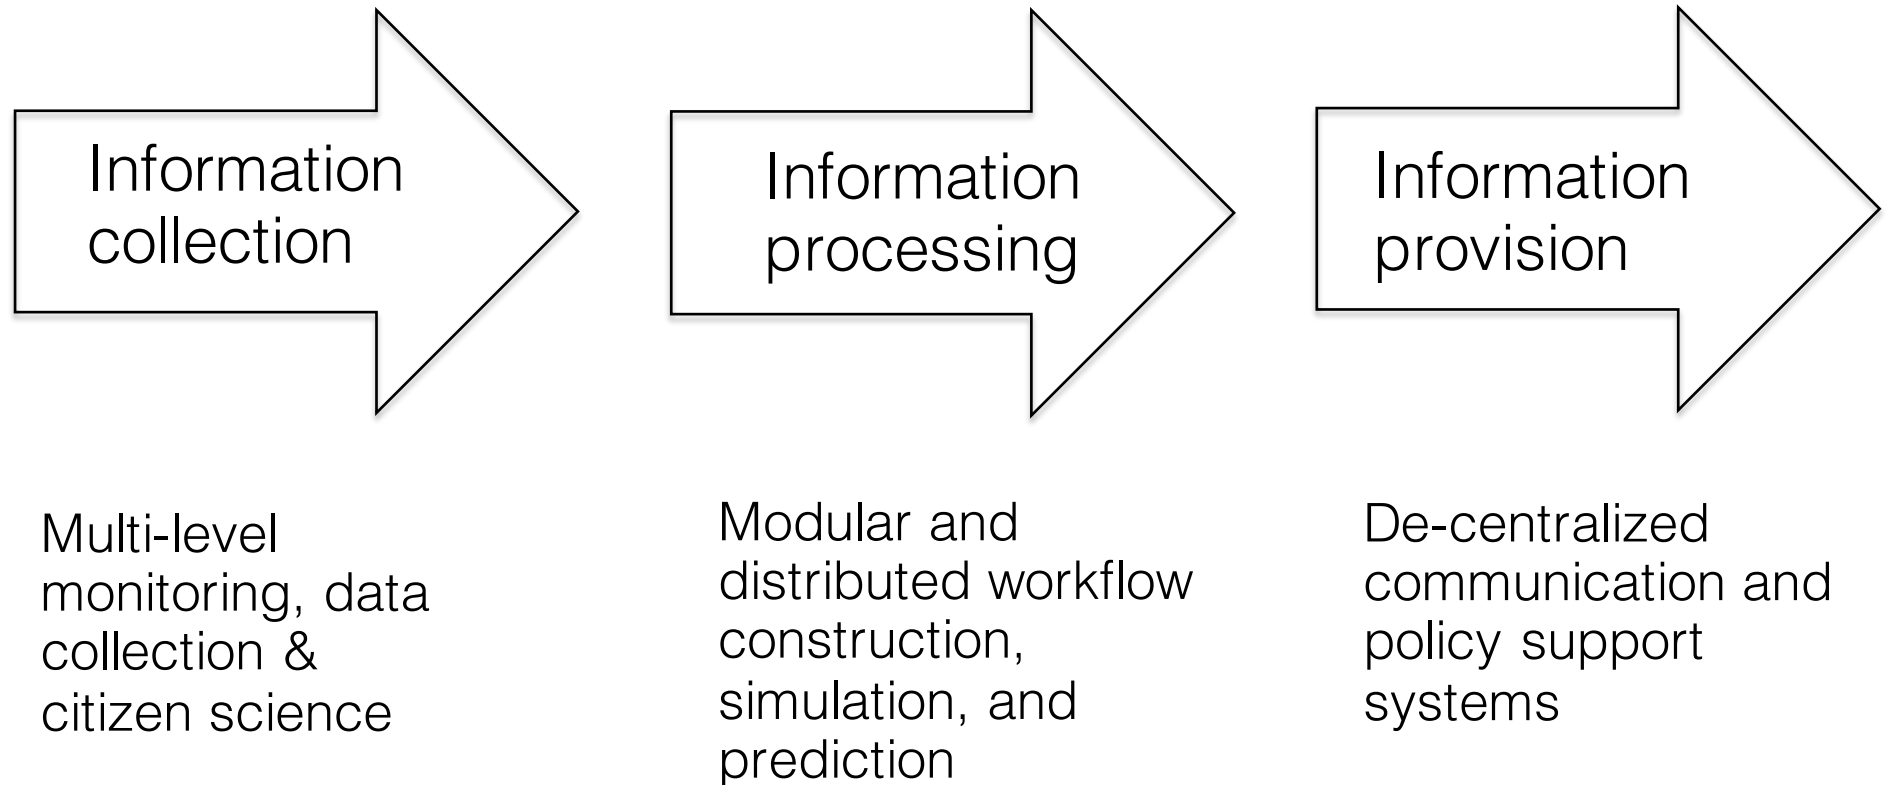 Information
collection
Information
processing
Information
provision
Multi-level
monitoring, data
collection &
citizen science
Modular and
distributed workflow
construction,
simulation, and
prediction
De-centralized
communication and
policy support
systems